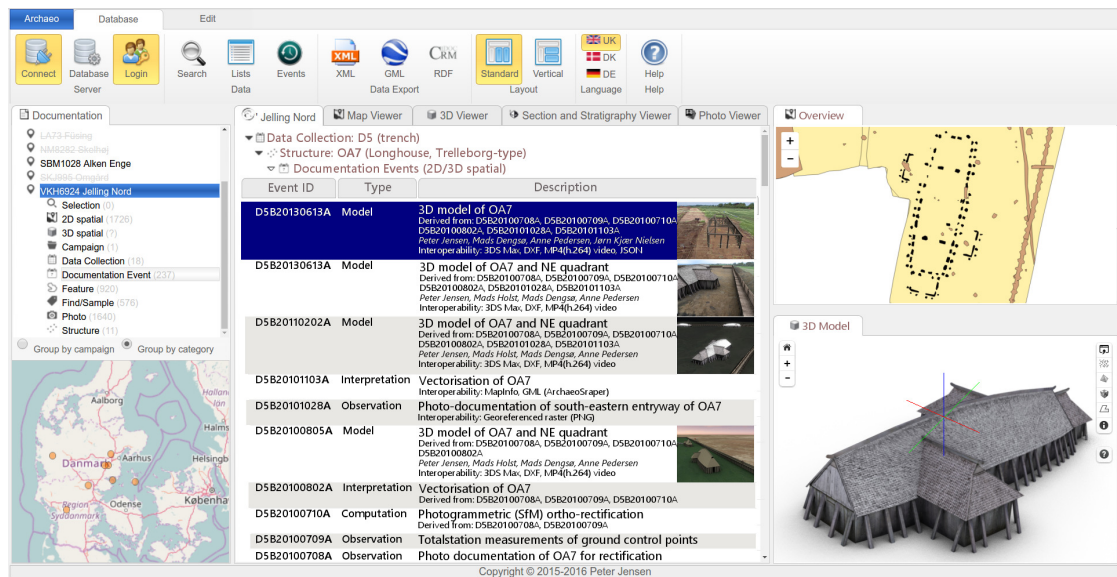 Archaeo Database Edit
Connect Database Login Search Lists Events XML GML RDF Standard Vertical UK DK DE Help
XML CRM
Server Data Data Export Layout Language Help
Documentation
LA73 Füsing
NM8282 Skelhøj
SBM1028 Alken Enge
SKJ895 Omgård
VKH6924 Jelling Nord
Selection (0)
2D spatial (1726)
3D spatial (?)
Campaign (1)
Data Collection (18)
Documentation Event (237)
Feature (920)
Find/Sample (576)
Photo (1640)
Structure (11)
Group by campaign Group by category
Aalborg
Hallan
län
Halms
Danmark
Aarhus
Helsingb
Region
Syddanmark
Odense
Københa
Jelling Nord Map Viewer 3D Viewer Section and Stratigraphy Viewer Photo Viewer
Data Collection: D5 (trench)
Structure: OA7 (Longhouse, Trelleborg-type)
Documentation Events (2D/3D spatial)
Event ID Type Description
D5B20130613A Model 3D model of OA7
Derived from: D5B20100708A, D5B20100709A, D5B20100710A
D5B20100802A, D5B20101028A, D5B20101103A
Peter Jensen, Mads Dengsø, Anne Pedersen, Jørn Kjær Nielsen
Interoperability: 3DS Max, DXF, MP4(h.264) video, JSON
D5B20130613A Model 3D model of OA7 and NE quadrant
Derived from: D5B20100708A, D5B20100709A, D5B20100710A
D5B20100802A, D5B20101028A, D5B20101103A
Peter Jensen, Mads Holst, Mads Dengsø, Anne Pedersen
Interoperability: 3DS Max, DXF, MP4(h.264) video
D5B20110202A Model 3D model of OA7 and NE quadrant
Derived from: D5B20100708A, D5B20100709A, D5B20100710A
D5B20100802A, D5B20101028A, D5B20101103A
Peter Jensen, Mads Holst, Mads Dengsø, Anne Pedersen
Interoperability: 3DS Max, DXF, MP4(h.264) video
D5B20101103A Interpretation Vectorisation of OA7
Interoperability: MapInfo, GML (ArchaeoSraper)
D5B20101028A Observation Photo-documentation of south-eastern entryway of OA7
Interoperability: Georeferenced raster (PNG)
D5B20100805A Model 3D model of OA7 and NE quadrant
Derived from: D5B20100708A, D5B20100709A, D5B20100710A
D5B20100802A
Peter Jensen, Mads Holst, Mads Dengsø, Anne Pedersen
Interoperability: 3DS Max, DXF, MP4(h.264) video
D5B20100802A Interpretation Vectorisation of OA7
Derived from: D5B20100708A, D5B20100709A, D5B20100710A
D5B20100710A Computation Photogrammetric (SfM) ortho-rectification
Derived from: D5B20100708A, D5B20100709A
D5B20100709A Observation Totalstation measurements of ground control points
D5B20100708A Observation Photo documentation of OA7 for rectification
Overview
+
-
3D Model
+
-
Copyright © 2015-2016 Peter Jensen